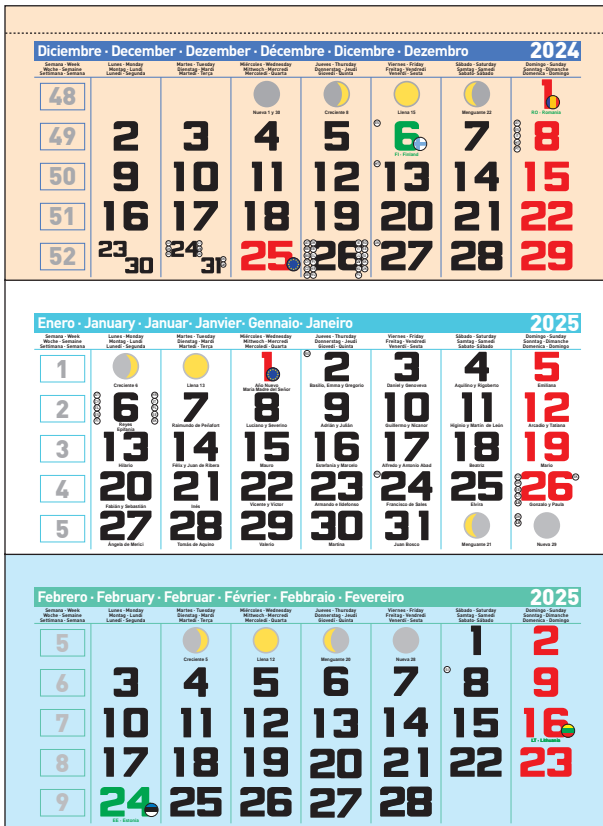 Diciembre · December · Dezember · Décembre · Dicembre · Dezembro 2024
Semana · Week Lunes · Monday Martes · Tuesday Miércoles · Wednesday Jueves · Thursday Viernes · Friday Sábado · Saturday Domingo · Sunday
Woche · Semaine Montag · Lundi Dienstag · Mardi Mittwoch · Mercredi Donnerstag · Jeudi Freitag · Vendredi Samstag · Samedi Sonntag · Dimanche
Settimana · Semana Lunedì · Segunda Martedì · Terça Mercoledì · Quarta Giovedì · Quinta Venerdì · Sexta Sabato · Sábado Domenica · Domingo
48 1
Nueva 1 y 30 Creciente 8 Llena 15 Menguante 22 RO - Romania
49 2 3 4 5 6 7 8
FI - Finland
50 9 10 11 12 13 14 15
51 16 17 18 19 20 21 22
52 23 30 24 31 25 26 27 28 29
Enero · January · Januar · Janvier · Gennaio · Janeiro 2025
Semana · Week Lunes · Monday Martes · Tuesday Miércoles · Wednesday Jueves · Thursday Viernes · Friday Sábado · Saturday Domingo · Sunday
Woche · Semaine Montag · Lundi Dienstag · Mardi Mittwoch · Mercredi Donnerstag · Jeudi Freitag · Vendredi Samstag · Samedi Sonntag · Dimanche
Settimana · Semana Lunedì · Segunda Martedì · Terça Mercoledì · Quarta Giovedì · Quinta Venerdì · Sexta Sabato · Sábado Domenica · Domingo
1 1 2 3 4 5
Creciente 6 Llena 13 Año Nuevo Basilio, Emma y Gregorio Daniel y Genoveva Aquilino y Rigoberto Emiliana
María Madre del Señor
2 6 7 8 9 10 11 12
Reyes Raimundo de Peñafort Luciano y Severino Adrián y Julián Guillermo y Nicanor Higinio y Martín de León Arcadio y Tatiana
Epifanía
3 13 14 15 16 17 18 19
Hilario Félix y Juan de Ribera Mauro Estefanía y Marcelo Alfredo y Antonio Abad Beatriz Mario
4 20 21 22 23 24 25 26
Fabián y Sebastián Inés Vicente y Víctor Armando e Ildefonso Francisco de Sales Elvira Gonzalo y Paula
5 27 28 29 30 31
Ángela de Merici Tomás de Aquino Valerio Martina Juan Bosco Menguante 21 Nueva 29
Febrero · February · Februar · Février · Febbraio · Fevereiro 2025
Semana · Week Lunes · Monday Martes · Tuesday Miércoles · Wednesday Jueves · Thursday Viernes · Friday Sábado · Saturday Domingo · Sunday
Woche · Semaine Montag · Lundi Dienstag · Mardi Mittwoch · Mercredi Donnerstag · Jeudi Freitag · Vendredi Samstag · Samedi Sonntag · Dimanche
Settimana · Semana Lunedì · Segunda Martedì · Terça Mercoledì · Quarta Giovedì · Quinta Venerdì · Sexta Sabato · Sábado Domenica · Domingo
5 1 2
Creciente 5 Llena 12 Menguante 20 Nueva 28
6 3 4 5 6 7 8 9
7 10 11 12 13 14 15 16
LT - Lithuania
8 17 18 19 20 21 22 23
9 24 25 26 27 28
EE - Estonia